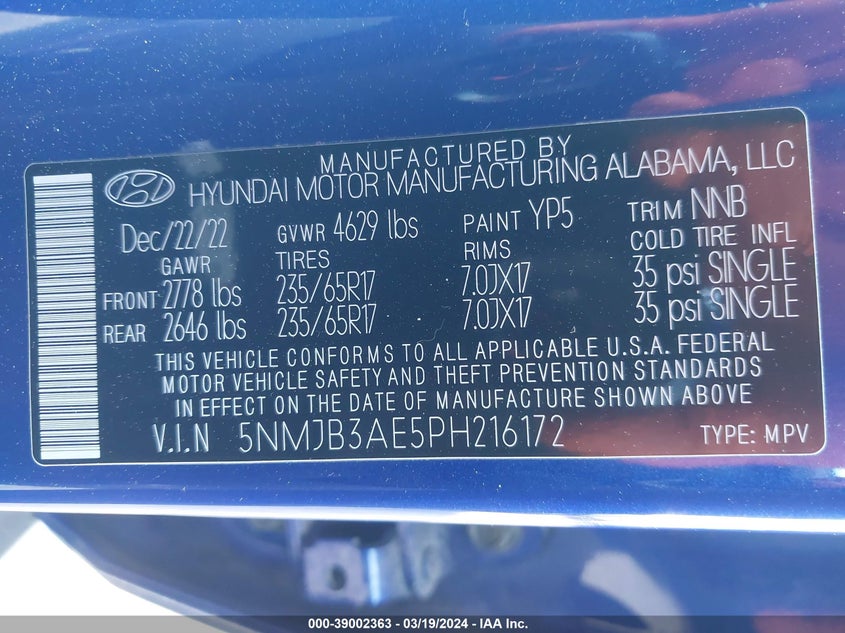 MANUFACTURED BY
HYUNDAI MOTOR MANUFACTURING ALABAMA, LLC
Dec/22/22 GVWR 4629 lbs PAINT YP5 TRIM NNB
GAWR TIRES RIMS COLD TIRE INFL
FRONT 2778 lbs 235/65R17 7.0JX17 35 psi SINGLE
REAR 2646 lbs 235/65R17 7.0JX17 35 psi SINGLE
THIS VEHICLE CONFORMS TO ALL APPLICABLE U.S.A. FEDERAL
MOTOR VEHICLE SAFETY AND THEFT PREVENTION STANDARDS
IN EFFECT ON THE DATE OF MANUFACTURE SHOWN ABOVE
V.I.N 5NMJB3AE5PH216172 TYPE: MPV
000-39002363 - 03/19/2024 - IAA Inc.